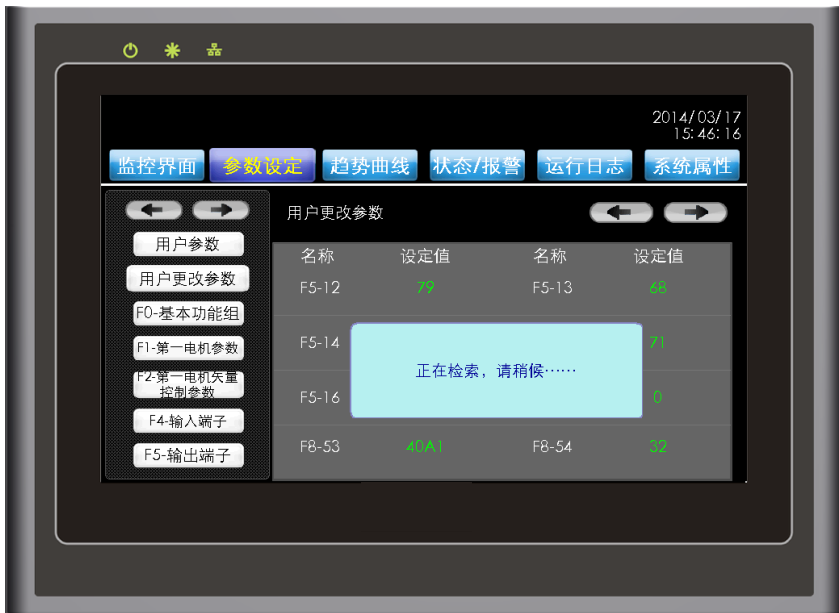 2014/03/17
15:46:16
监控界面 参数设定 趋势曲线 状态/报警 运行日志 系统属性
用户更改参数
用户参数
用户更改参数
F0-基本功能组
F1-第一电机参数
F2-第一电机矢量
控制参数
F4-输入端子
F5-输出端子
名称 设定值 名称 设定值
F5-12 79 F5-13 68
F5-14 71
正在检索，请稍候……
F5-16 0
F8-53 40A1 F8-54 32